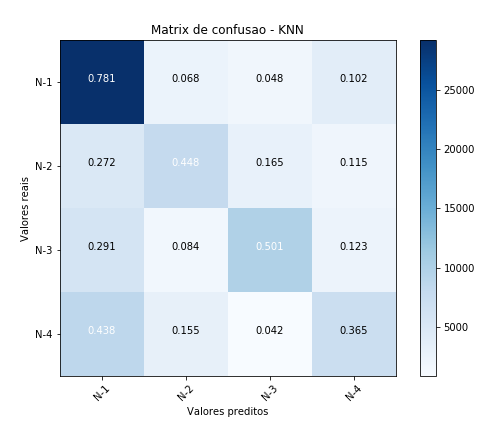 Matrix de confusao - KNN
N-1 0.781 0.068 0.048 0.102
N-2 0.272 0.448 0.165 0.115
N-3 0.291 0.084 0.501 0.123
N-4 0.438 0.155 0.042 0.365
N-1 N-2 N-3 N-4
Valores reais
Valores preditos
25000
20000
15000
10000
5000